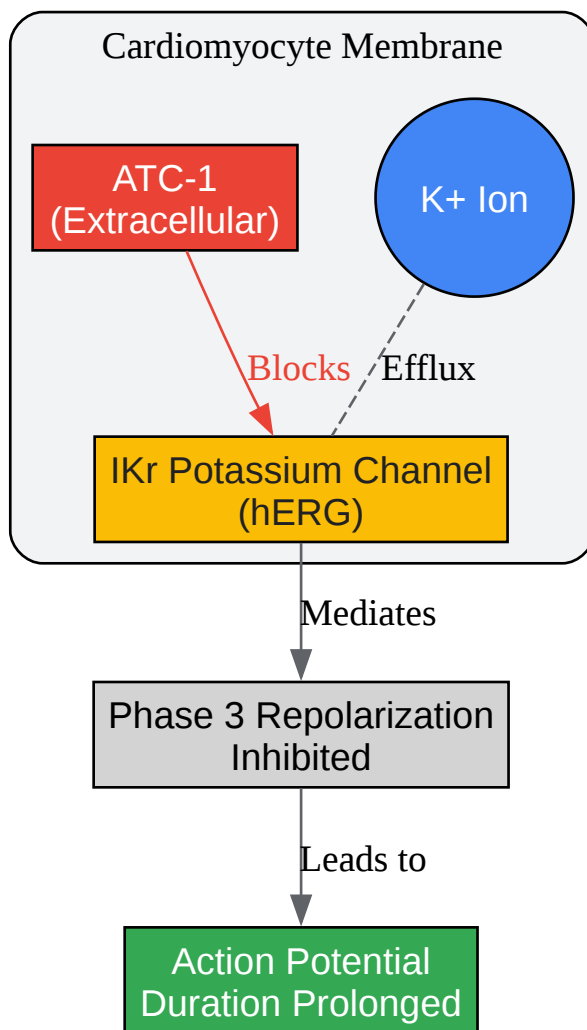 Cardiomyocyte Membrane
ATC-1
(Extracellular)
K+ Ion
Blocks
Efflux
IKr Potassium Channel
(hERG)
Mediates
Phase 3 Repolarization
Inhibited
Leads to
Action Potential
Duration Prolonged